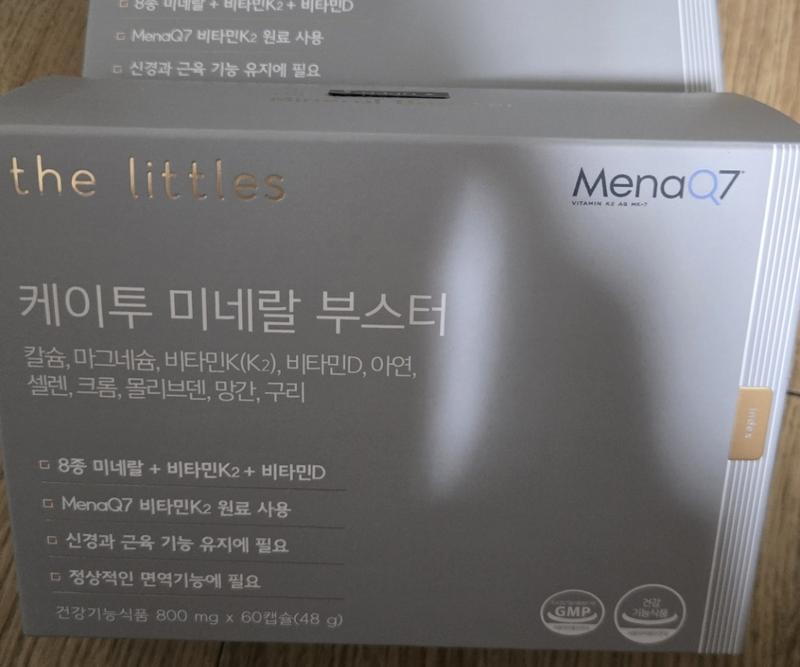 8종 미네랄 + 비타민K2 + 비타민D
MenaQ7 비타민K2 원료 사용
신경과 근육 기능 유지에 필요
the littles
MenaQ7
VITAMIN K2 AS MK-7
케이투 미네랄 부스터
칼슘, 마그네슘, 비타민K(K2), 비타민D, 아연,
셀렌, 크롬, 몰리브덴, 망간, 구리
index
8종 미네랄 + 비타민K2 + 비타민D
MenaQ7 비타민K2 원료 사용
신경과 근육 기능 유지에 필요
정상적인 면역기능에 필요
건강기능식품 800 mg x 60캡슐(48 g)
GMP
건강
기능식품